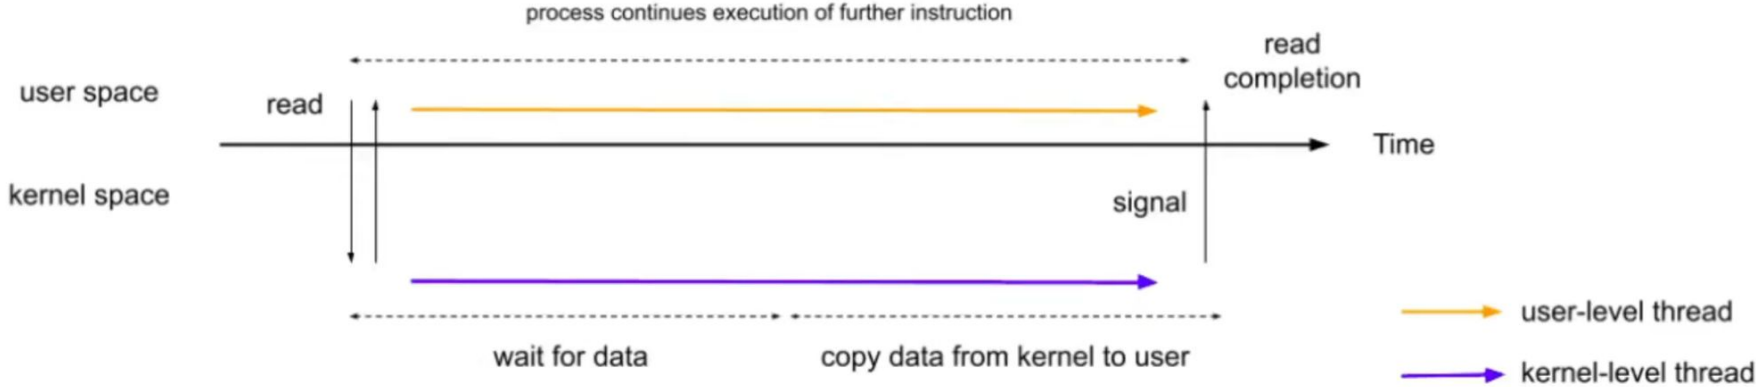 process continues execution of further instruction
read
completion
user space
read
Time
kernel space
signal
user-level thread
wait for data
copy data from kernel to user
kernel-level thread